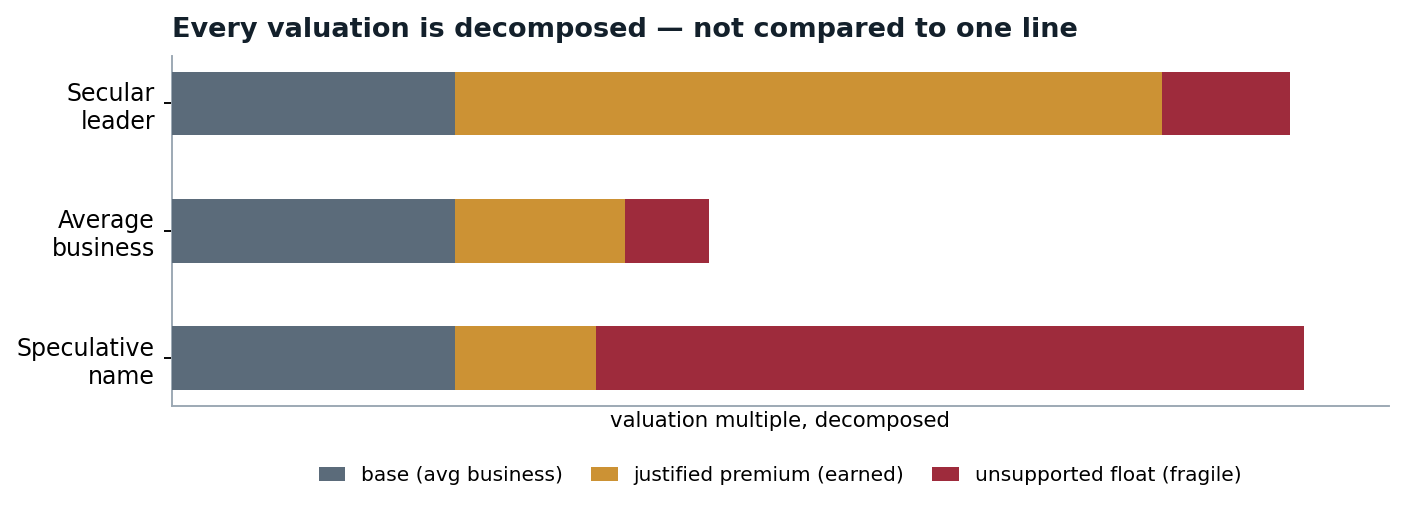 Every valuation is decomposed — not compared to one line
Secular
leader
Average
business
Speculative
name
valuation multiple, decomposed
base (avg business)
justified premium (earned)
unsupported float (fragile)